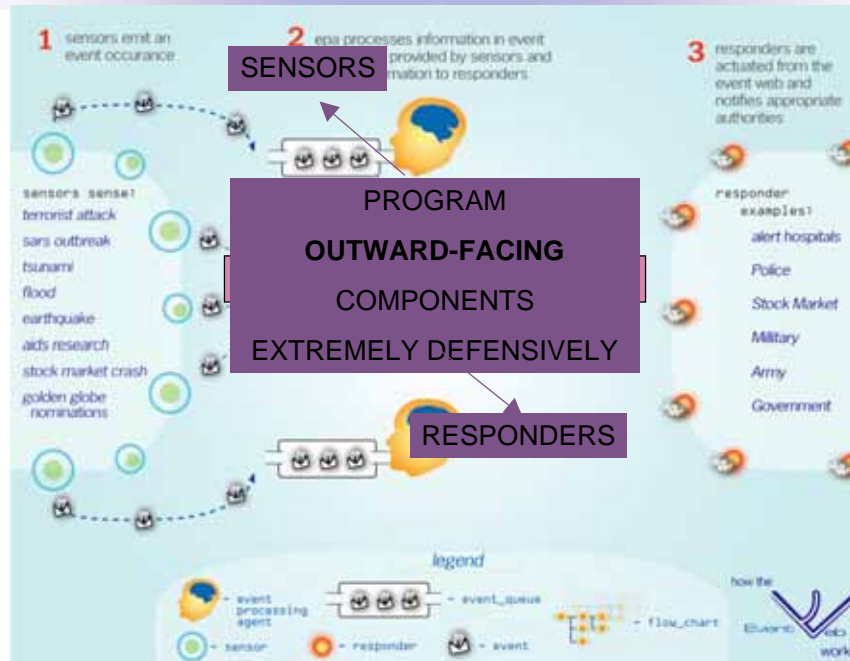 1 sensors emit an
event occurance
2 epa processes information in event
provided by sensors and
mation to responders
SENSORS
3 responders are
actuated from the
event web and
notifies appropriate
authorities
sensors sense:
terrorist attack
sars outbreak
tsunami
flood
earthquake
aids research
stock market crash
golden globe
nominations
PROGRAM
OUTWARD-FACING
COMPONENTS
EXTREMELY DEFENSIVELY
RESPONDERS
responder
examples:
alert hospitals
Police
Stock Market
Military
Army
Government
legend
- event
processing
agent
- event_queue
- flow_chart
- sensor
- responder
- event
how the
Event
eb
work